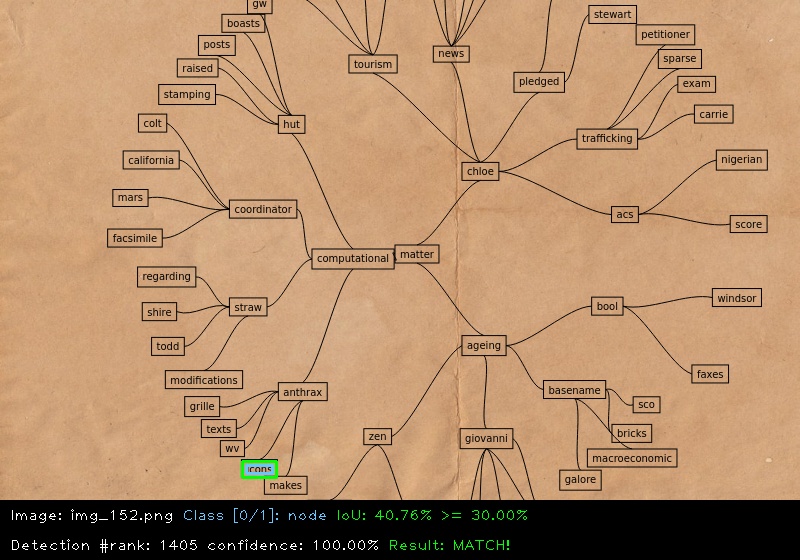 gw
boasts
stewart
petitioner
posts
news
tourism
sparse
raised
pledged
exam
stamping
carrie
colt
hut
trafficking
california
nigerian
chloe
mars
coordinator
acs
score
facsimile
matter
computational
regarding
windsor
straw
bool
shire
todd
ageing
faxes
modifications
anthrax
basename
grille
sco
texts
zen
giovanni
bricks
wv
macroeconomic
icons
galore
makes
Image: img_152.png Class [0/1]: node IoU: 40.76% >= 30.00%
Detection #rank: 1405 confidence: 100.00% Result: MATCH!